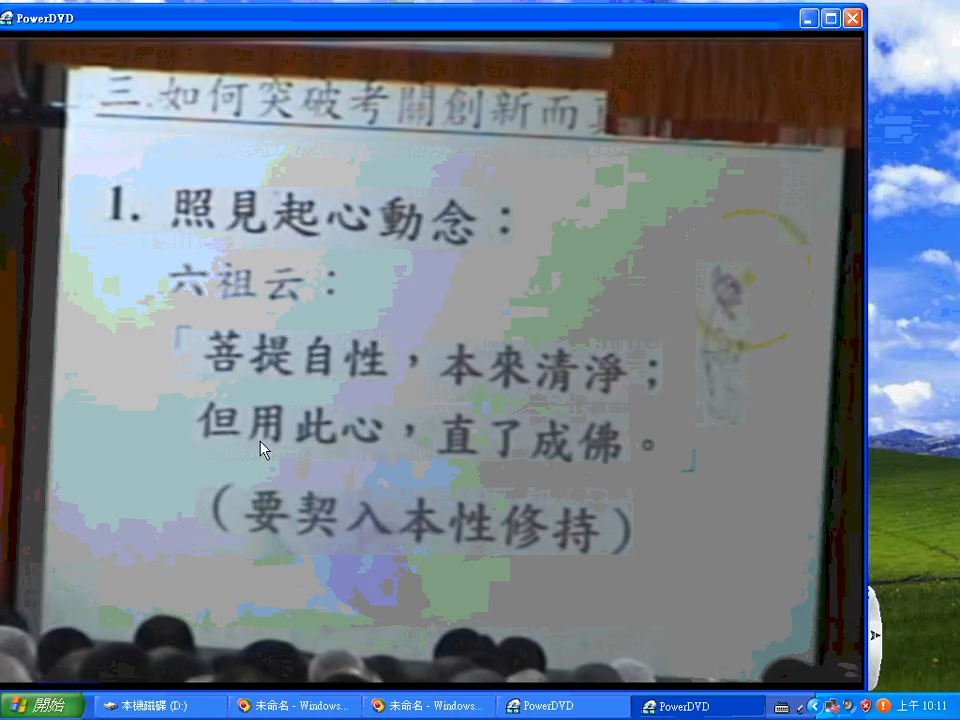 PowerDVD
三.如何突破考關創新而
1. 照見起心動念：
六祖云：
「菩提自性，本來清淨；
但用此心，直了成佛。」
（要契入本性修持）
開始
本機磁碟 (D:)
未命名 - Windows...
未命名 - Windows...
PowerDVD
PowerDVD
上午 10:11